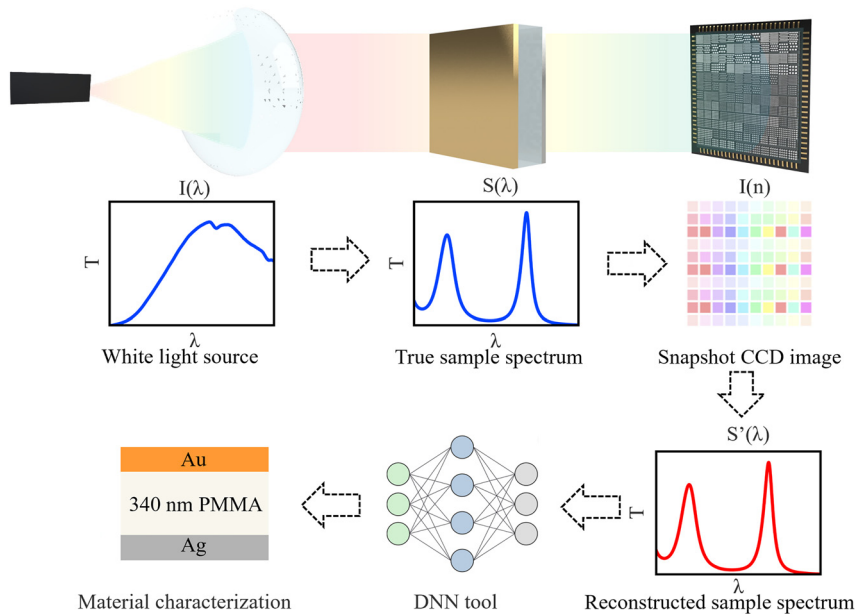 I(λ)
S(λ)
I(n)
T
λ
White light source
T
λ
True sample spectrum
Snapshot CCD image
S’(λ)
T
λ
Reconstructed sample spectrum
DNN tool
Au
340 nm PMMA
Ag
Material characterization